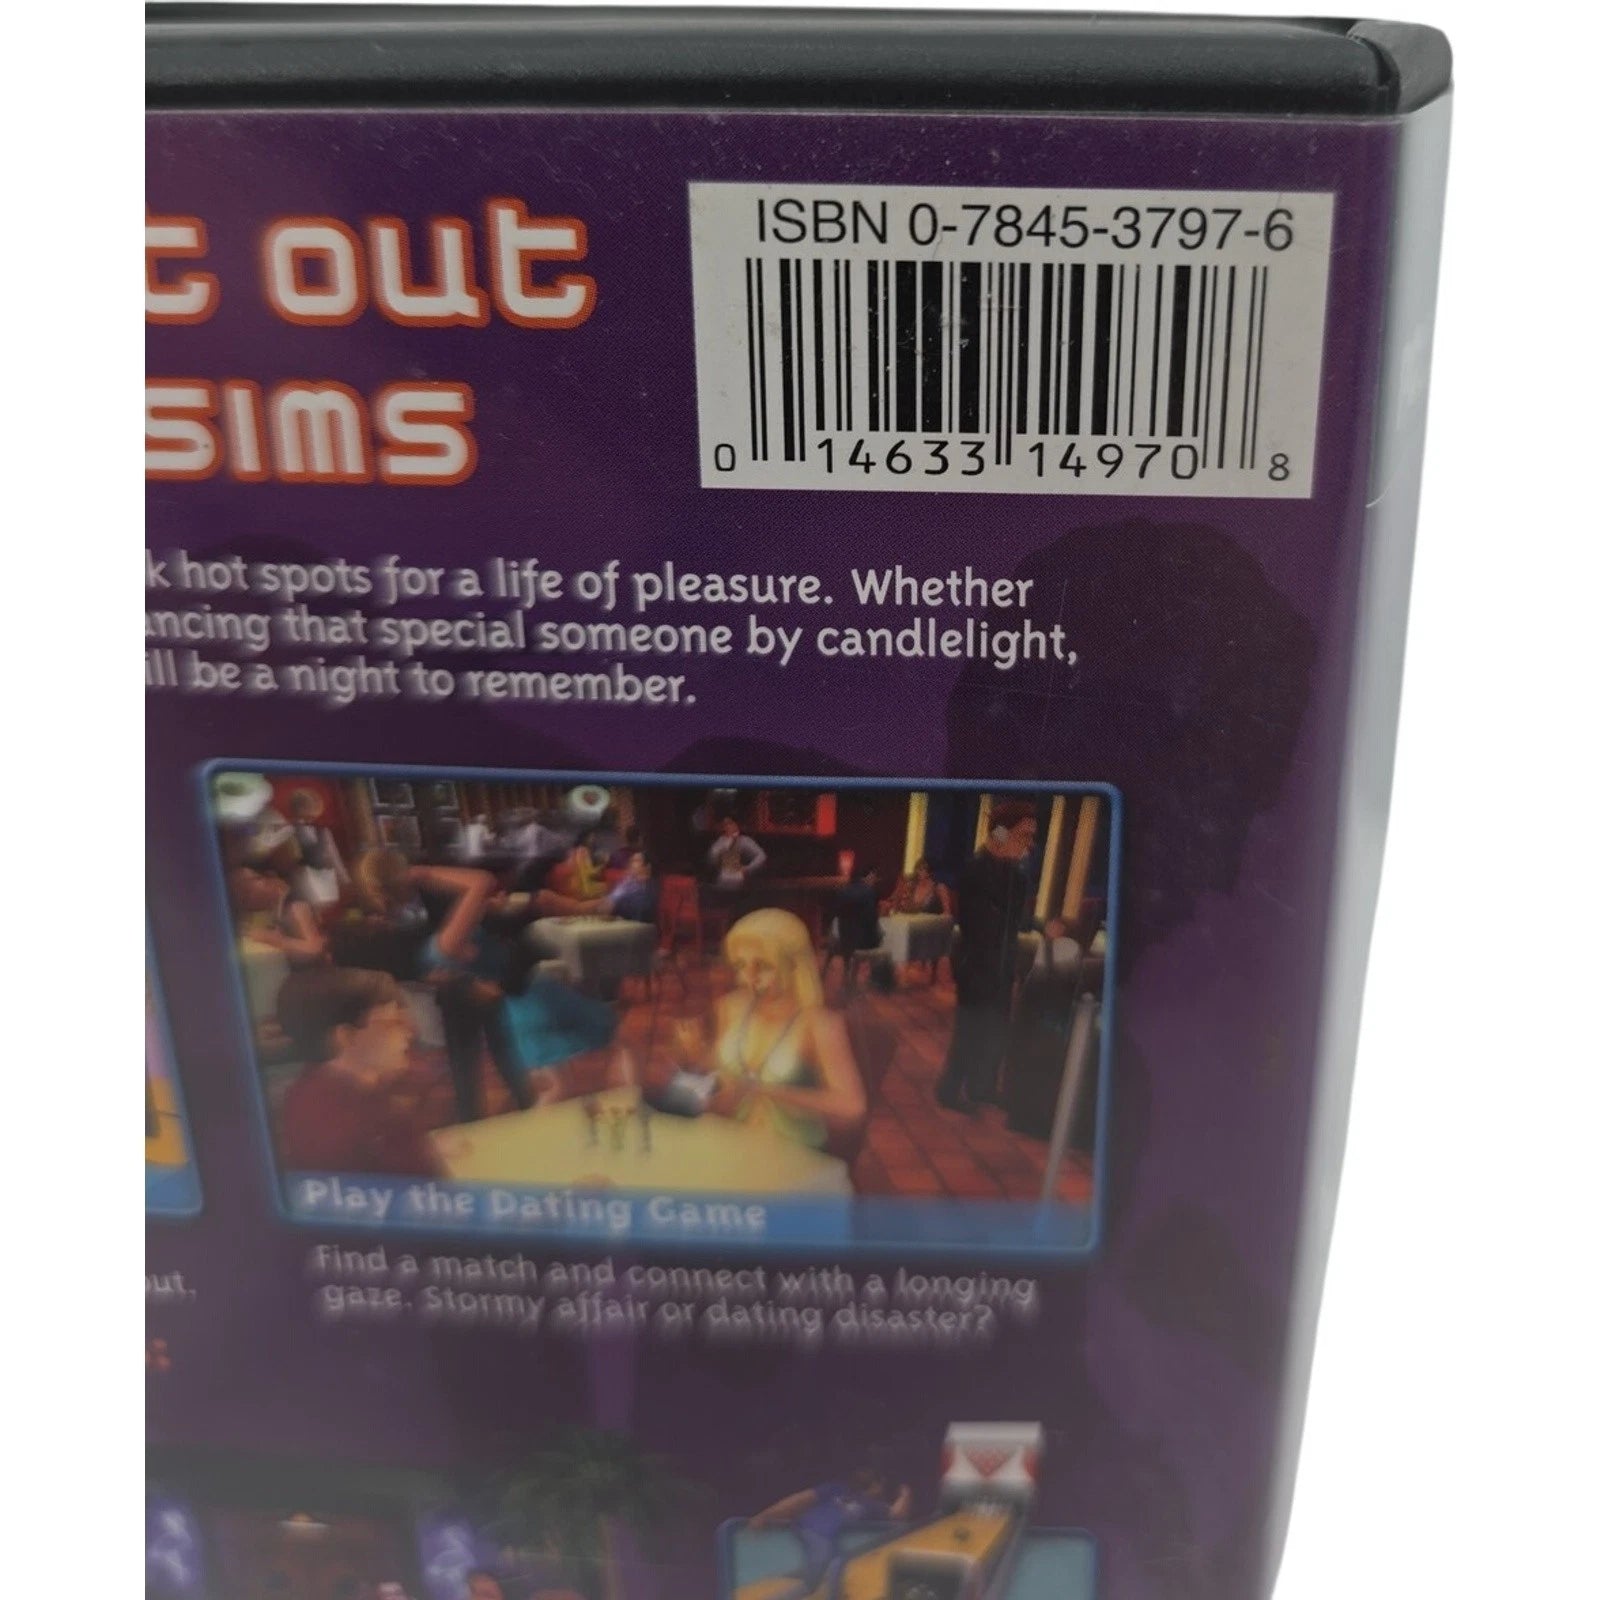 t out
SIMS
ISBN 0-7845-3797-6
0 14633 14970 8
k hot spots for a life of pleasure. Whether
ncing that special someone by candlelight,
ill be a night to remember.
Play the Dating Game
Find a match and connect with a longing
gaze. Stormy affair or dating disaster?
out.